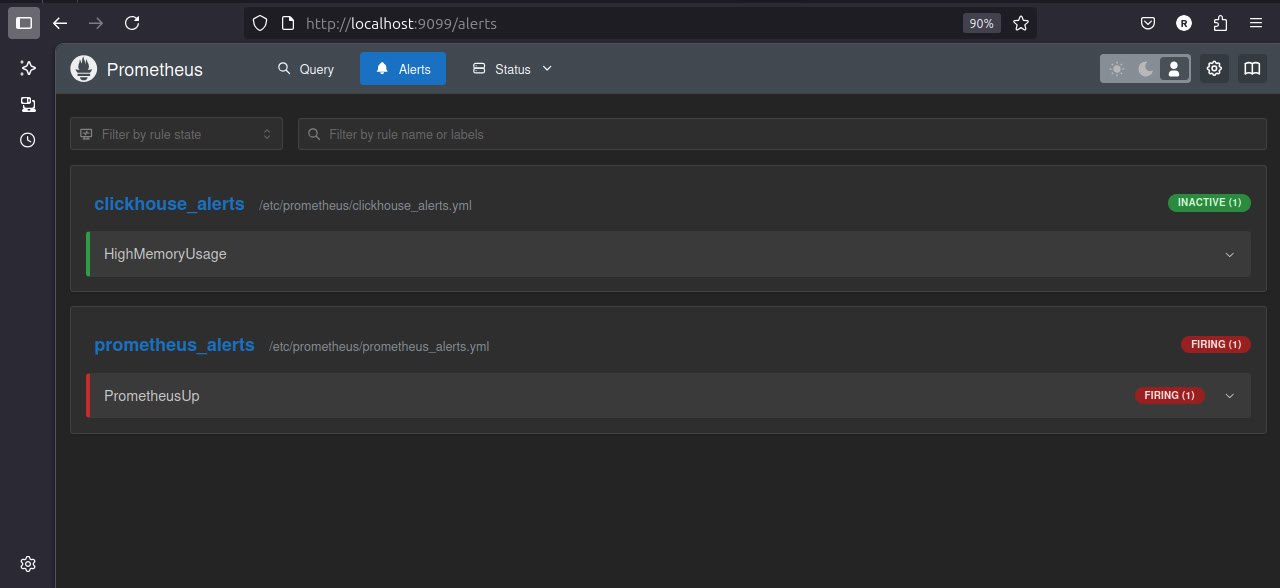 http://localhost:9099/alerts 90% R
Prometheus Query Alerts Status
Filter by rule state Filter by rule name or labels
clickhouse_alerts /etc/prometheus/clickhouse_alerts.yml INACTIVE (1)
HighMemoryUsage
prometheus_alerts /etc/prometheus/prometheus_alerts.yml FIRING (1)
PrometheusUp FIRING (1)